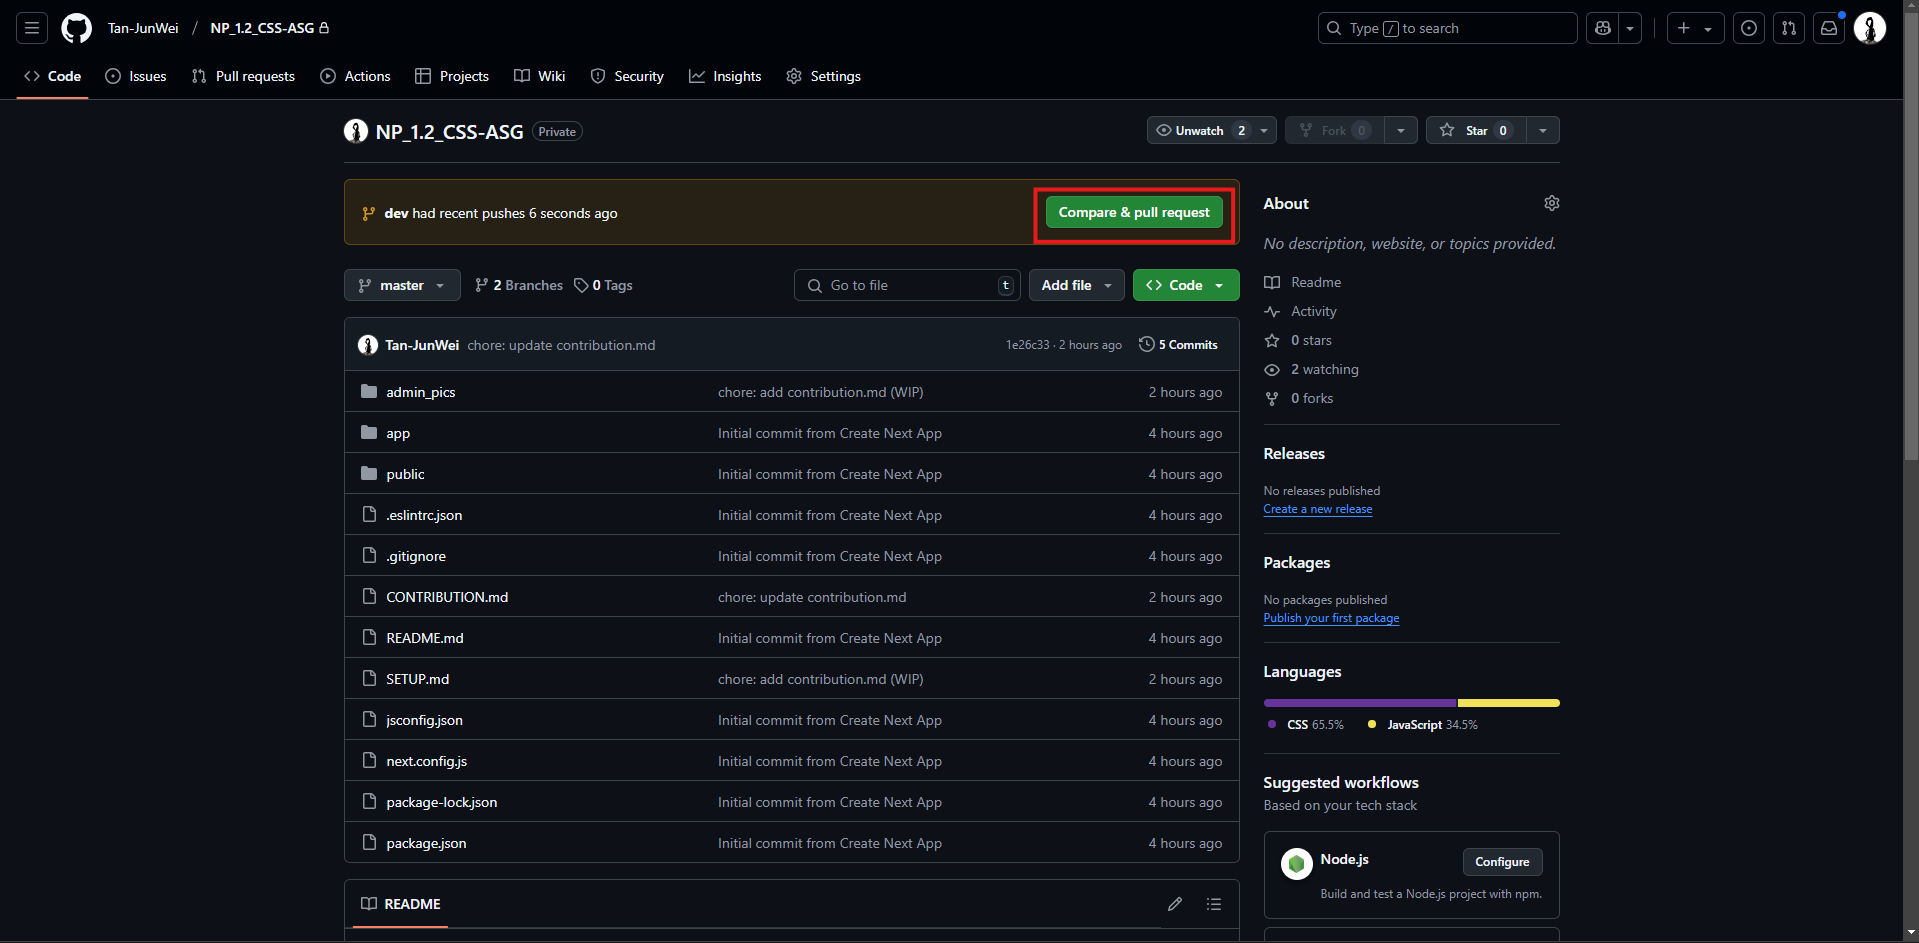 Tan-JunWei / NP_1.2_CSS-ASG
Type / to search
Code Issues Pull requests Actions Projects Wiki Security Insights Settings
NP_1.2_CSS-ASG Private
Unwatch 2 Fork 0 Star 0
dev had recent pushes 6 seconds ago
Compare & pull request
master 2 Branches 0 Tags
Go to file t Add file Code
Tan-JunWei chore: update contribution.md 1e26c33 · 2 hours ago 5 Commits
admin_pics chore: add contribution.md (WIP) 2 hours ago
app Initial commit from Create Next App 4 hours ago
public Initial commit from Create Next App 4 hours ago
.eslintrc.json Initial commit from Create Next App 4 hours ago
.gitignore Initial commit from Create Next App 4 hours ago
CONTRIBUTION.md chore: update contribution.md 2 hours ago
README.md Initial commit from Create Next App 4 hours ago
SETUP.md chore: add contribution.md (WIP) 2 hours ago
jsconfig.json Initial commit from Create Next App 4 hours ago
next.config.js Initial commit from Create Next App 4 hours ago
package-lock.json Initial commit from Create Next App 4 hours ago
package.json Initial commit from Create Next App 4 hours ago
README
About
No description, website, or topics provided.
Readme
Activity
0 stars
2 watching
0 forks
Releases
No releases published
Create a new release
Packages
No packages published
Publish your first package
Languages
CSS 65.5% JavaScript 34.5%
Suggested workflows
Based on your tech stack
Node.js
Configure
Build and test a Node.js project with npm.